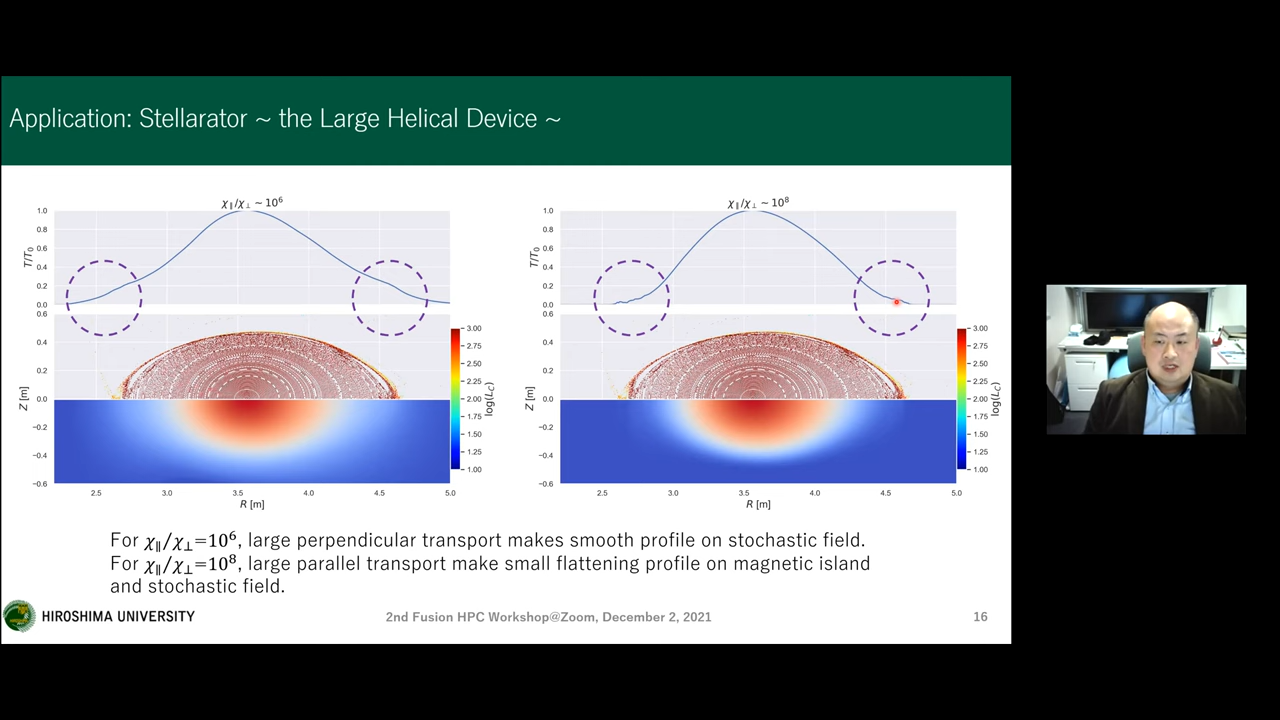 Application: Stellarator ~ the Large Helical Device ~
χ∥/χ⊥ ~ 10⁶
1.0
0.8
0.6
0.4
0.2
0.0
T/T₀
0.6
0.4
0.2
0.0
−0.2
−0.4
−0.6
Z [m]
2.5 3.0 3.5 4.0 4.5 5.0
R [m]
3.00
2.75
2.50
2.25
2.00
1.75
1.50
1.25
1.00
log(L_C)
χ∥/χ⊥ ~ 10⁸
1.0
0.8
0.6
0.4
0.2
0.0
T/T₀
0.6
0.4
0.2
0.0
−0.2
−0.4
−0.6
Z [m]
2.5 3.0 3.5 4.0 4.5 5.0
R [m]
3.00
2.75
2.50
2.25
2.00
1.75
1.50
1.25
1.00
log(L_C)
For χ∥/χ⊥=10⁶, large perpendicular transport makes smooth profile on stochastic field.
For χ∥/χ⊥=10⁸, large parallel transport make small flattening profile on magnetic island
and stochastic field.
HIROSHIMA UNIVERSITY
2nd Fusion HPC Workshop@Zoom, December 2, 2021
16